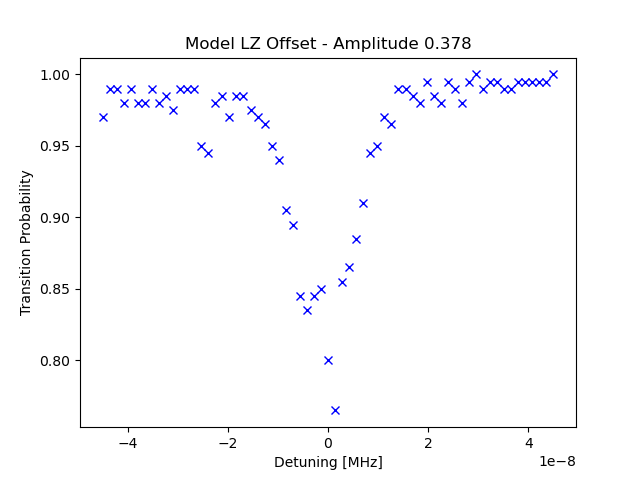 Model LZ Offset - Amplitude 0.378
Transition Probability
1.00
0.95
0.90
0.85
0.80
−4 −2 0 2 4
1e−8
Detuning [MHz]